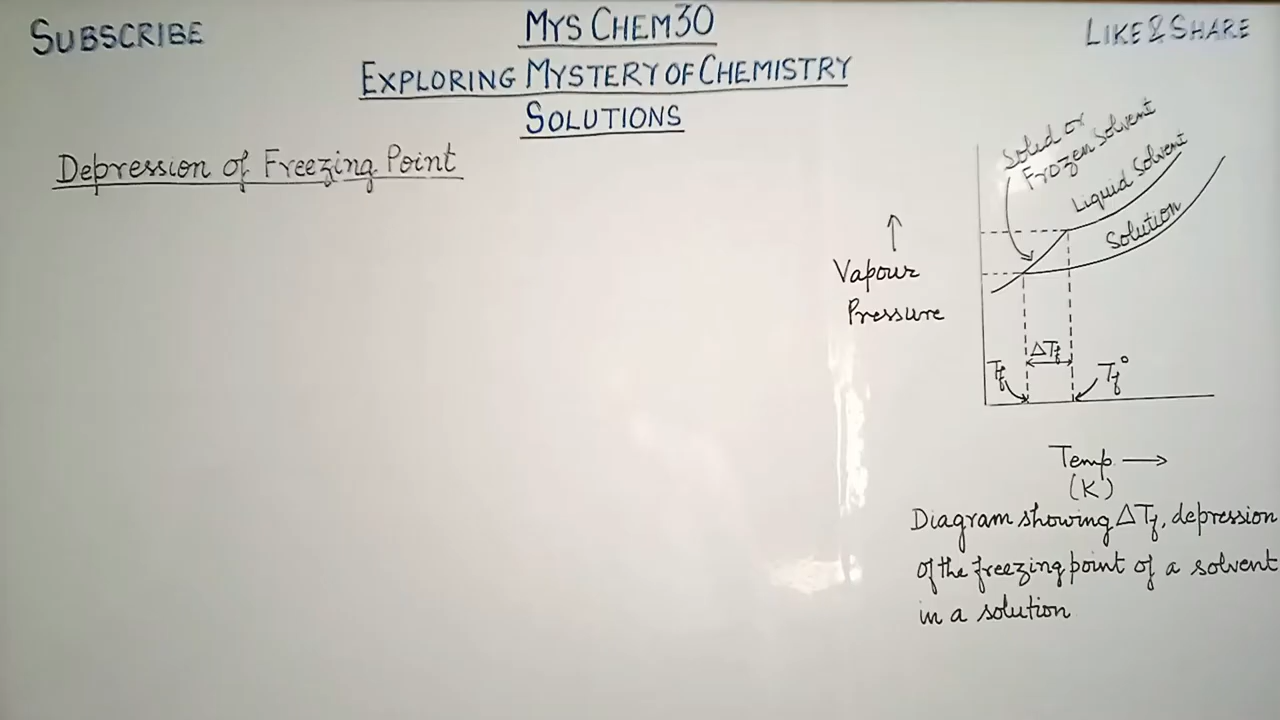 SUBSCRIBE
MYS CHEM30
LIKE & SHARE
EXPLORING MYSTERY OF CHEMISTRY
SOLUTIONS
Depression of Freezing Point
Solid or
Frozen Solvent
Liquid Solvent
Solution
Vapour
Pressure
ΔTf
Tf
Tf°
Temp
(K)
Diagram showing ΔTf, depression
of the freezing point of a solvent
in a solution